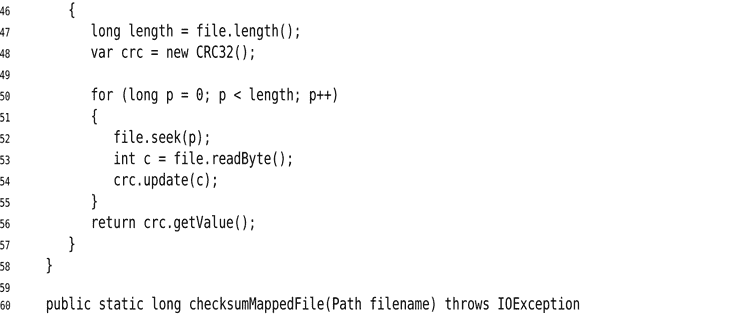 46 {
47 long length = file.length();
48 var crc = new CRC32();
49
50 for (long p = 0; p < length; p++)
51 {
52 file.seek(p);
53 int c = file.readByte();
54 crc.update(c);
55 }
56 return crc.getValue();
57 }
58 }
59
60 public static long checksumMappedFile(Path filename) throws IOException